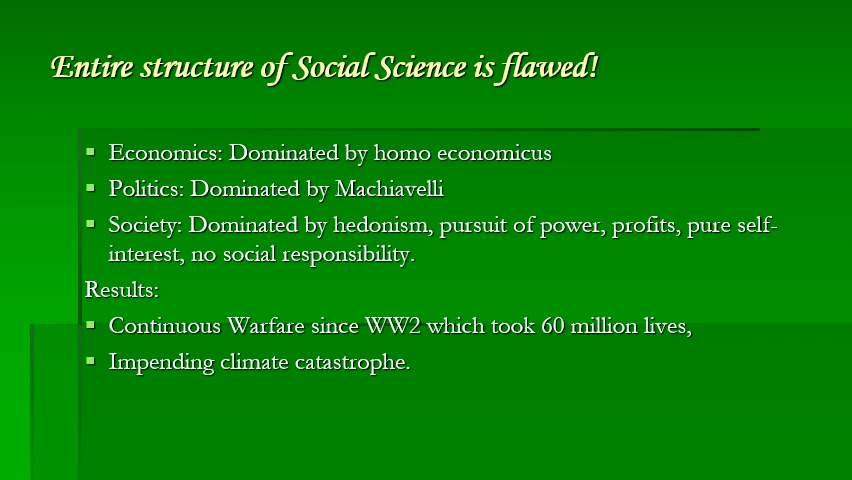 Entire structure of Social Science is flawed!
▪ Economics: Dominated by homo economicus
▪ Politics: Dominated by Machiavelli
▪ Society: Dominated by hedonism, pursuit of power, profits, pure self-
interest, no social responsibility.
Results:
▪ Continuous Warfare since WW2 which took 60 million lives,
▪ Impending climate catastrophe.